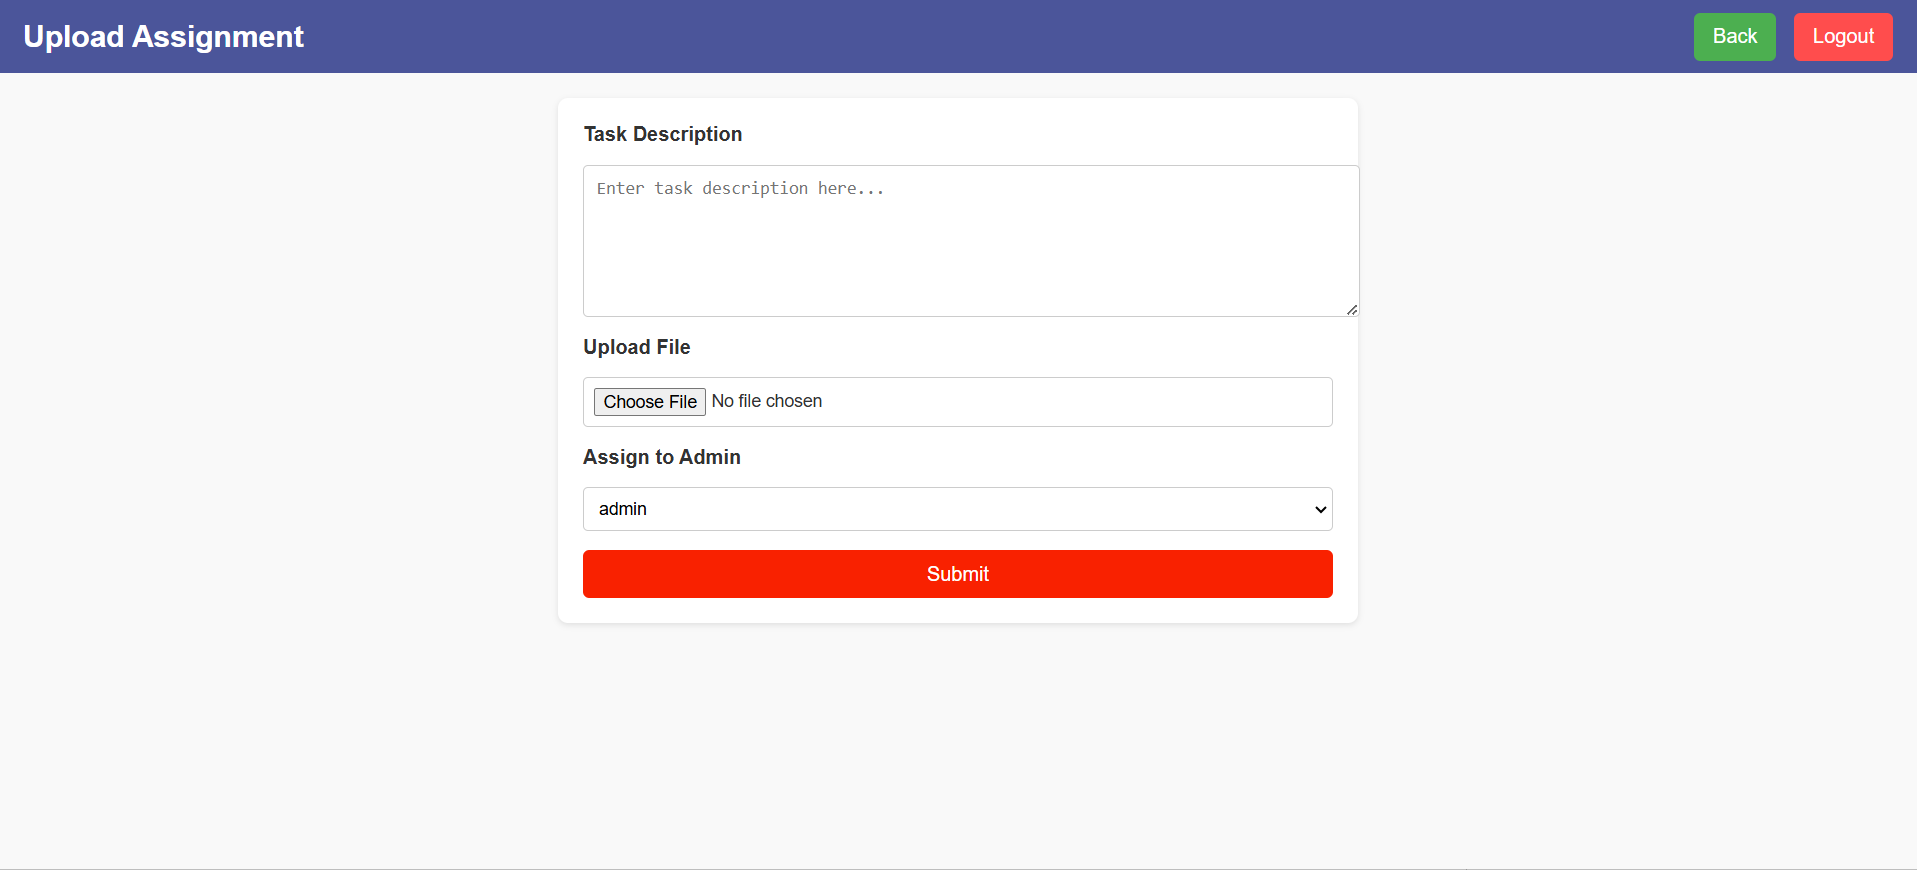 Upload Assignment
Back
Logout
Task Description
Enter task description here...
Upload File
Choose File No file chosen
Assign to Admin
admin
Submit